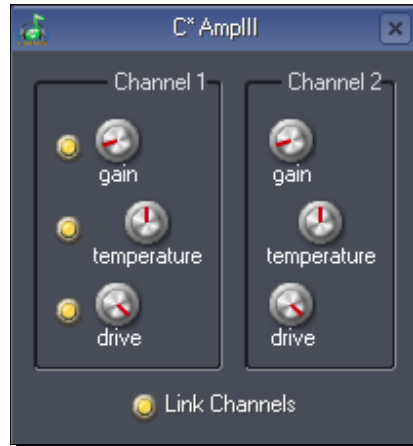 C* AmpIII
Channel 1
gain
temperature
drive
Channel 2
gain
temperature
drive
Link Channels